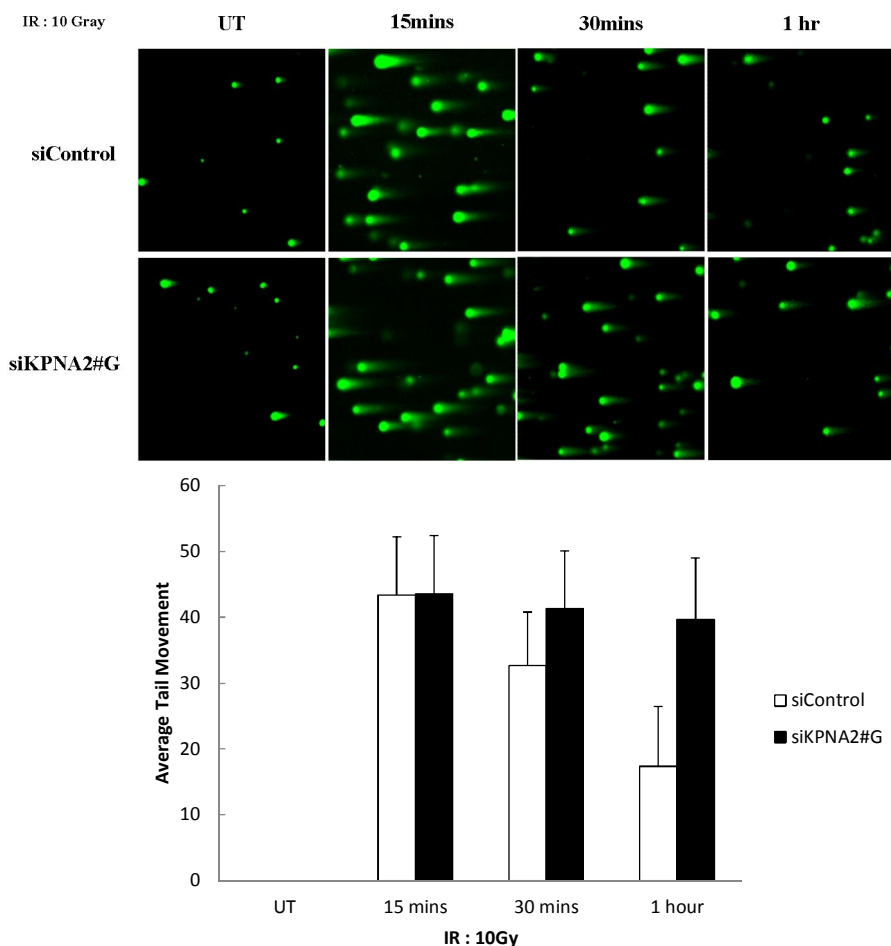 IR : 10 Gray UT 15mins 30mins 1 hr
siControl
siKPNA2#G
60
50
40
30
20
10
0
Average Tail Movement
UT 15 mins 30 mins 1 hour
IR : 10Gy
siControl
siKPNA2#G